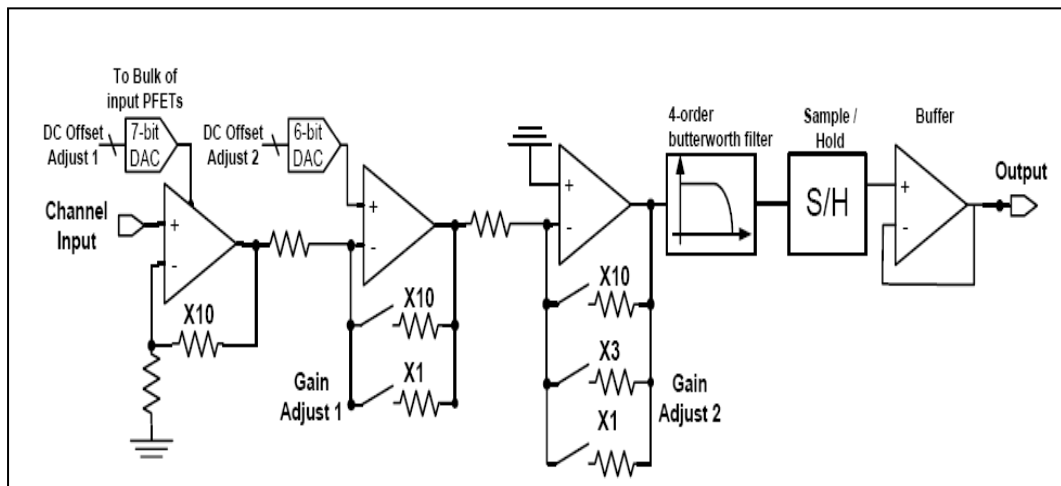 To Bulk of
input PFETs
DC Offset
Adjust 1
7-bit
DAC
DC Offset
Adjust 2
6-bit
DAC
4-order
butterworth filter
Sample /
Hold
Buffer
Channel
Input
+
-
X10
+
-
X10
X1
Gain
Adjust 1
+
-
X10
X3
X1
Gain
Adjust 2
S/H
+
-
Output